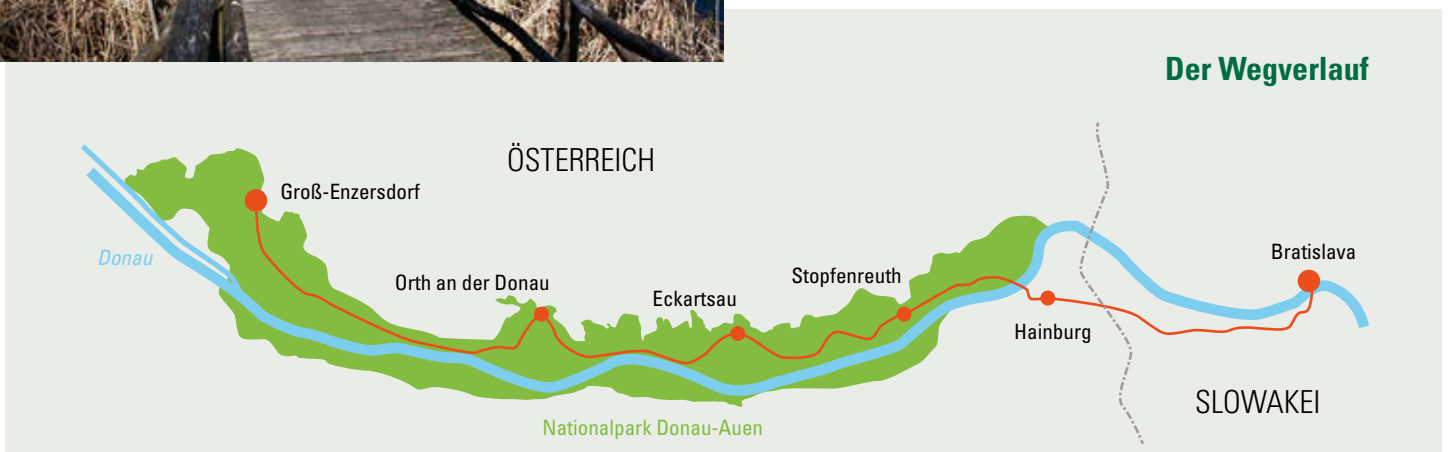 Der Wegverlauf
ÖSTERREICH
Groß-Enzersdorf
Donau
Bratislava
Stopfenreuth
Orth an der Donau
Eckartsau
Hainburg
SLOWAKEI
Nationalpark Donau-Auen